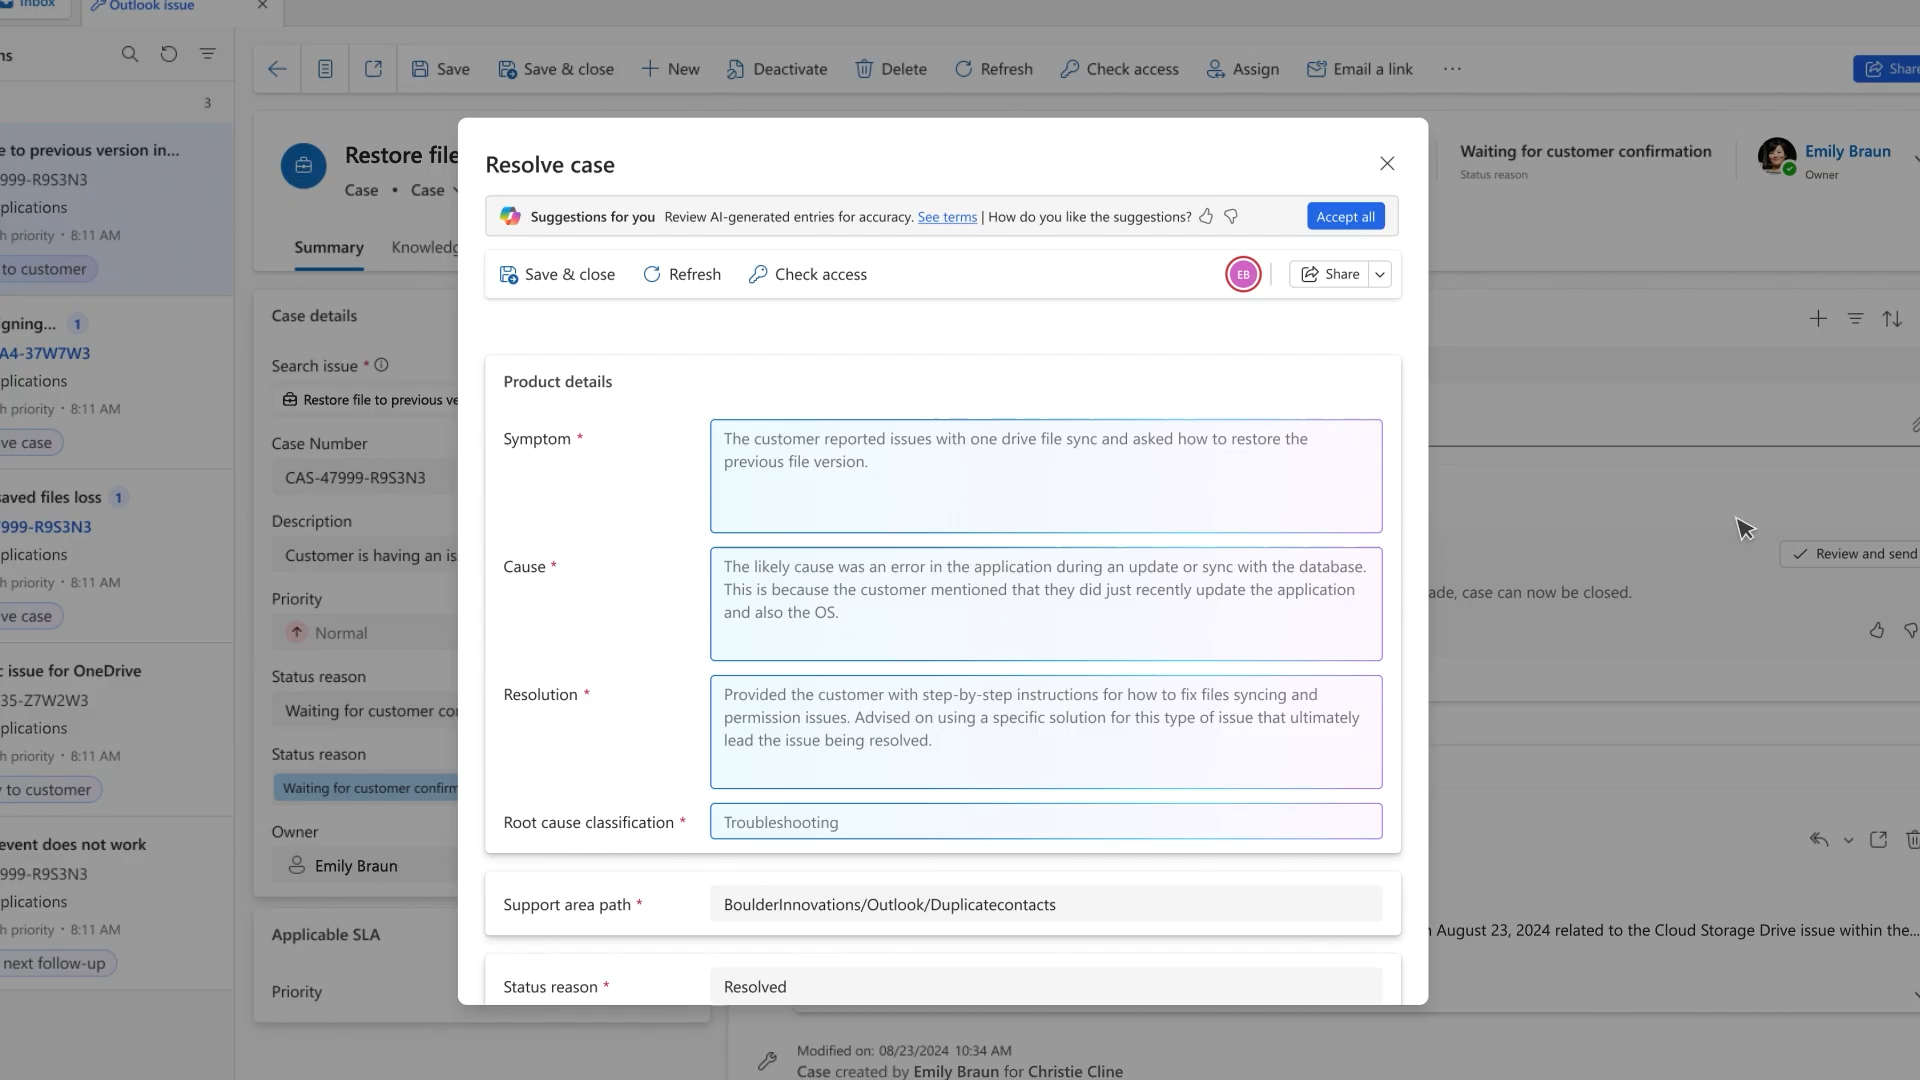 Inbox
Outlook issue
ns
3
Save
Save & close
New
Deactivate
Delete
Refresh
Check access
Assign
Email a link
Share
e to previous version in...
999-R9S3N3
plications
h priority • 8:11 AM
to customer
igning... 1
A4-37W7W3
plications
h priority • 8:11 AM
ve case
saved files loss 1
999-R9S3N3
plications
h priority • 8:11 AM
ve case
c issue for OneDrive
35-Z7W2W3
plications
h priority • 8:11 AM
y to customer
event does not work
999-R9S3N3
plications
h priority • 8:11 AM
next follow-up
Restore file
Case • Case
Summary
Knowledg
Waiting for customer confirmation
Status reason
Emily Braun
Owner
Case details
Search issue *
Restore file to previous ve
Case Number
CAS-47999-R9S3N3
Description
Customer is having an is
Priority
Normal
Status reason
Waiting for customer co
Status reason
Waiting for customer confirm
Owner
Emily Braun
Applicable SLA
Priority
Resolve case
Suggestions for you Review AI-generated entries for accuracy. See terms | How do you like the suggestions?
Accept all
Save & close
Refresh
Check access
EB
Share
Product details
Symptom *
The customer reported issues with one drive file sync and asked how to restore the
previous file version.
Cause *
The likely cause was an error in the application during an update or sync with the database.
This is because the customer mentioned that they did just recently update the application
and also the OS.
Resolution *
Provided the customer with step-by-step instructions for how to fix files syncing and
permission issues. Advised on using a specific solution for this type of issue that ultimately
lead the issue being resolved.
Root cause classification *
Troubleshooting
Support area path *
BoulderInnovations/Outlook/Duplicatecontacts
Status reason *
Resolved
Review and send
ade, case can now be closed.
n August 23, 2024 related to the Cloud Storage Drive issue within the...
Modified on: 08/23/2024 10:34 AM
Case created by Emily Braun for Christie Cline